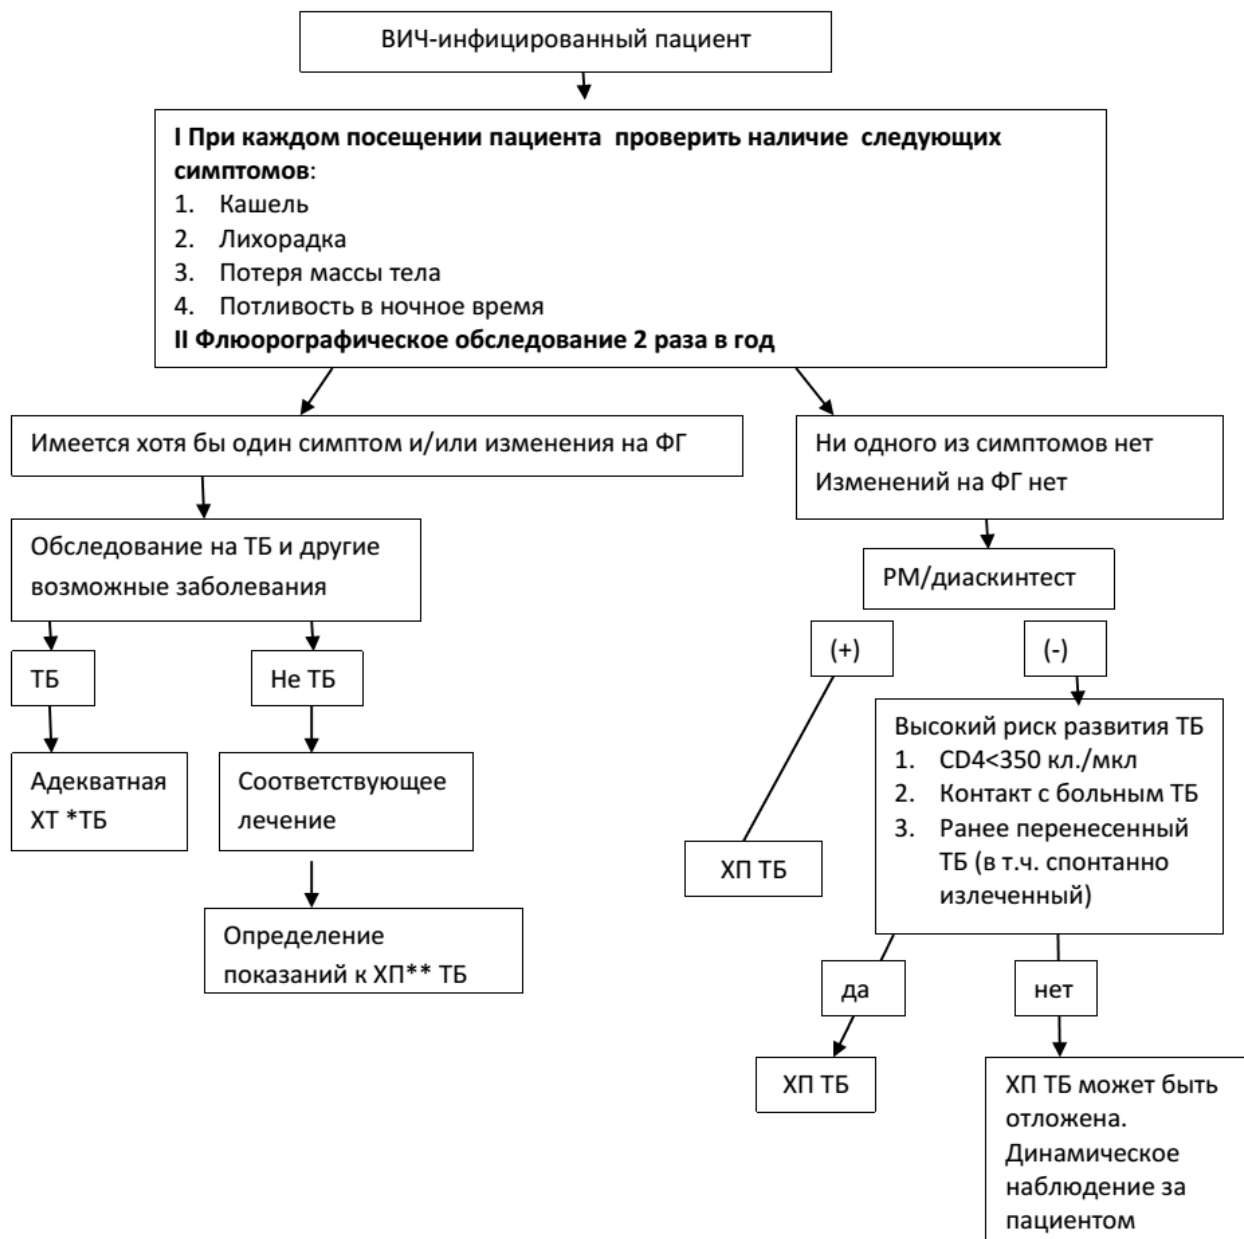 ВИЧ-инфицированный пациент
I При каждом посещении пациента проверить наличие следующих
симптомов:
1. Кашель
2. Лихорадка
3. Потеря массы тела
4. Потливость в ночное время
II Флюорографическое обследование 2 раза в год
Имеется хотя бы один симптом и/или изменения на ФГ
Ни одного из симптомов нет
Изменений на ФГ нет
Обследование на ТБ и другие
возможные заболевания
РМ/диаскинтест
ТБ
Не ТБ
(+)
(-)
Адекватная
ХТ *ТБ
Соответствующее
лечение
Высокий риск развития ТБ
1. CD4<350 кл./мкл
2. Контакт с больным ТБ
3. Ранее перенесенный
ТБ (в т.ч. спонтанно
излеченный)
ХП ТБ
Определение
показаний к ХП** ТБ
да
нет
ХП ТБ
ХП ТБ может быть
отложена.
Динамическое
наблюдение за
пациентом